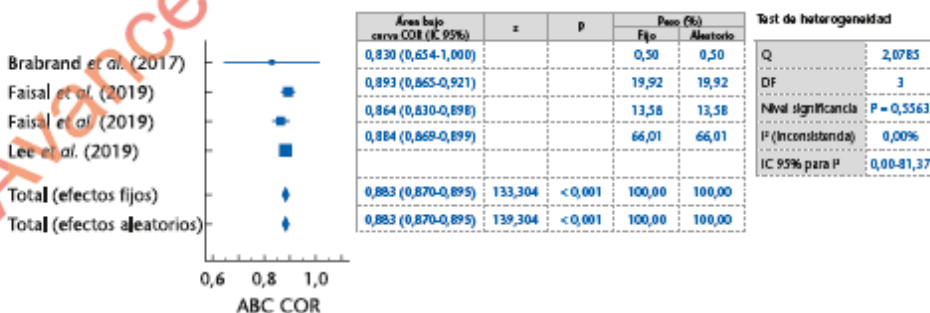 Avance
Área bajo curva COR (IC 95%) z p Peso (%)
Fijo Aleatorio
Brabrand et al. (2017) 0,830 (0,654-1,000) 0,50 0,50
Faisal et al. (2019) 0,893 (0,865-0,921) 19,92 19,92
Faisal et al. (2019) 0,864 (0,830-0,898) 13,58 13,58
Lee et al. (2019) 0,884 (0,869-0,899) 66,01 66,01
Total (efectos fijos) 0,883 (0,870-0,895) 133,304 <0,001 100,00 100,00
Total (efectos aleatorios) 0,883 (0,870-0,895) 139,304 <0,001 100,00 100,00
0,6 0,8 1,0
ABC COR
Test de heterogeneidad
Q 2,0785
DF 3
Nivel significancia P = 0,5563
I² (inconsistencia) 0,00%
IC 95% para I² 0,00-81,37